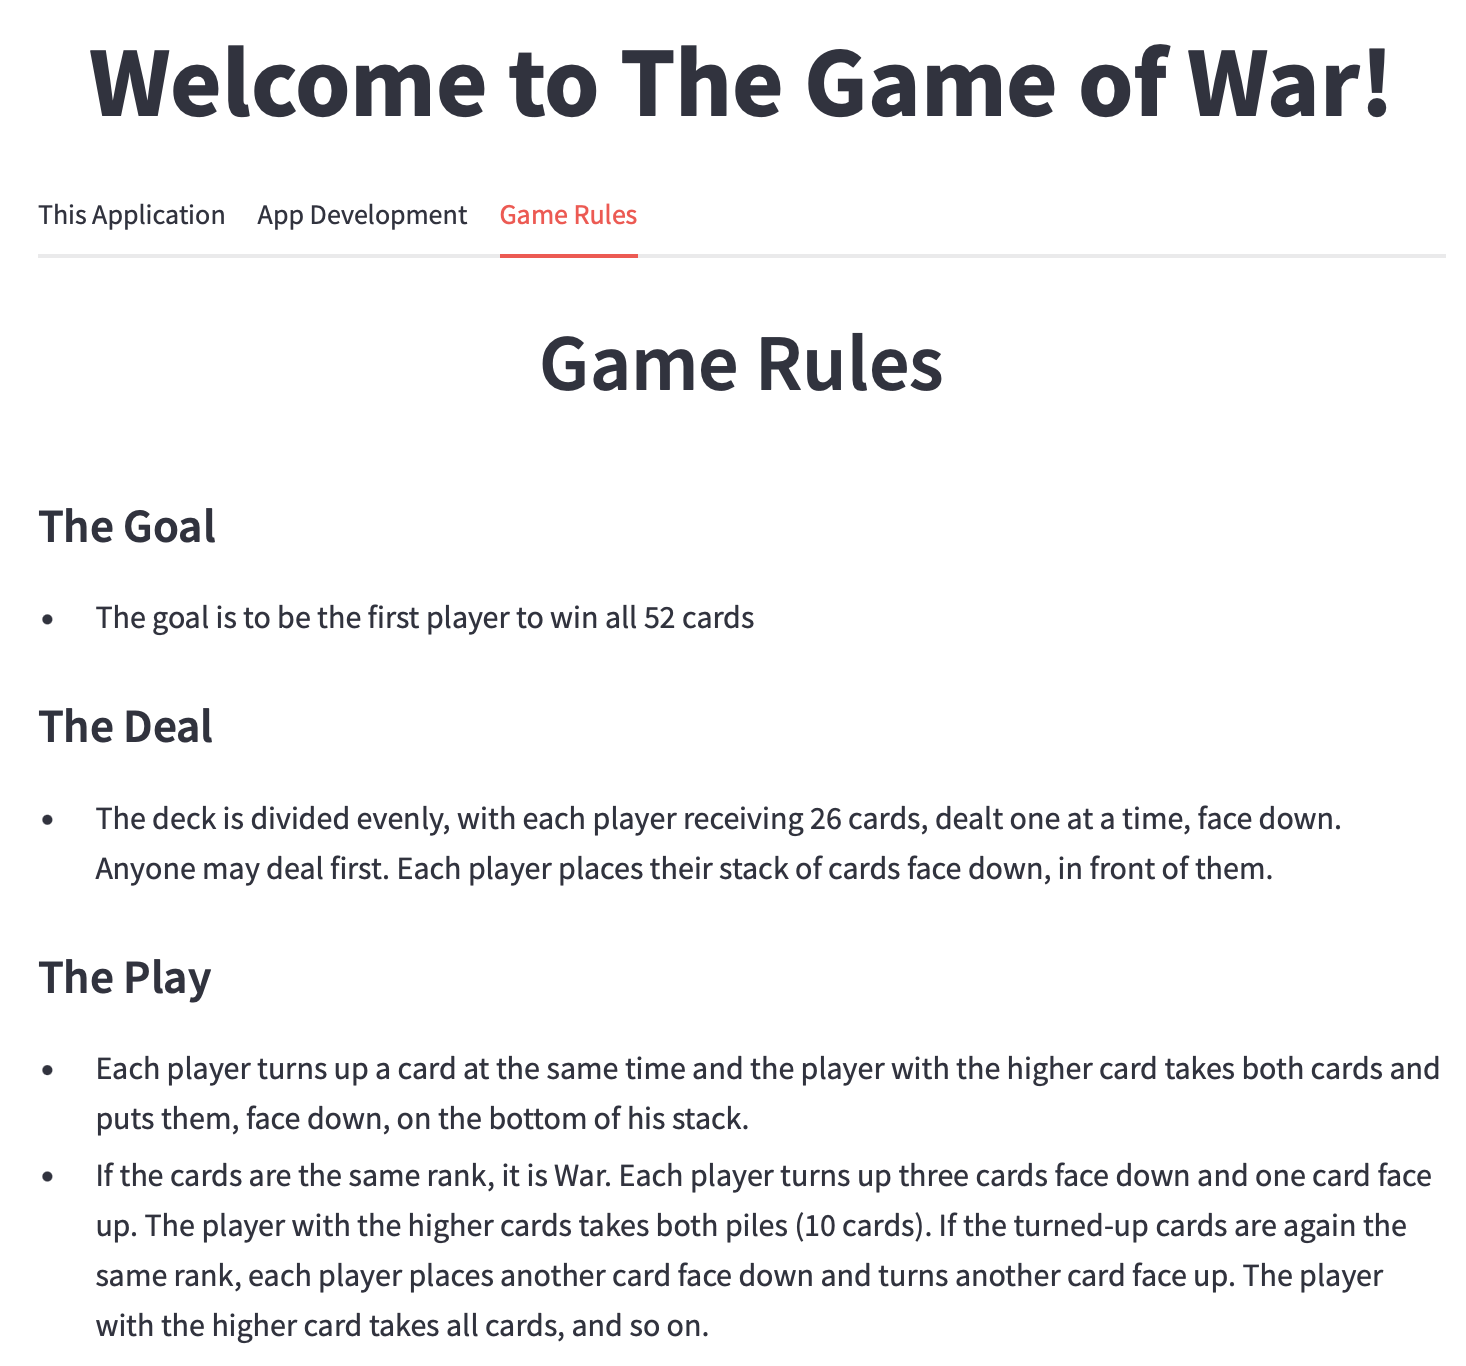 Welcome to The Game of War!
This Application
App Development
Game Rules
Game Rules
The Goal
• The goal is to be the first player to win all 52 cards
The Deal
• The deck is divided evenly, with each player receiving 26 cards, dealt one at a time, face down.
Anyone may deal first. Each player places their stack of cards face down, in front of them.
The Play
• Each player turns up a card at the same time and the player with the higher card takes both cards and
puts them, face down, on the bottom of his stack.
• If the cards are the same rank, it is War. Each player turns up three cards face down and one card face
up. The player with the higher cards takes both piles (10 cards). If the turned-up cards are again the
same rank, each player places another card face down and turns another card face up. The player
with the higher card takes all cards, and so on.